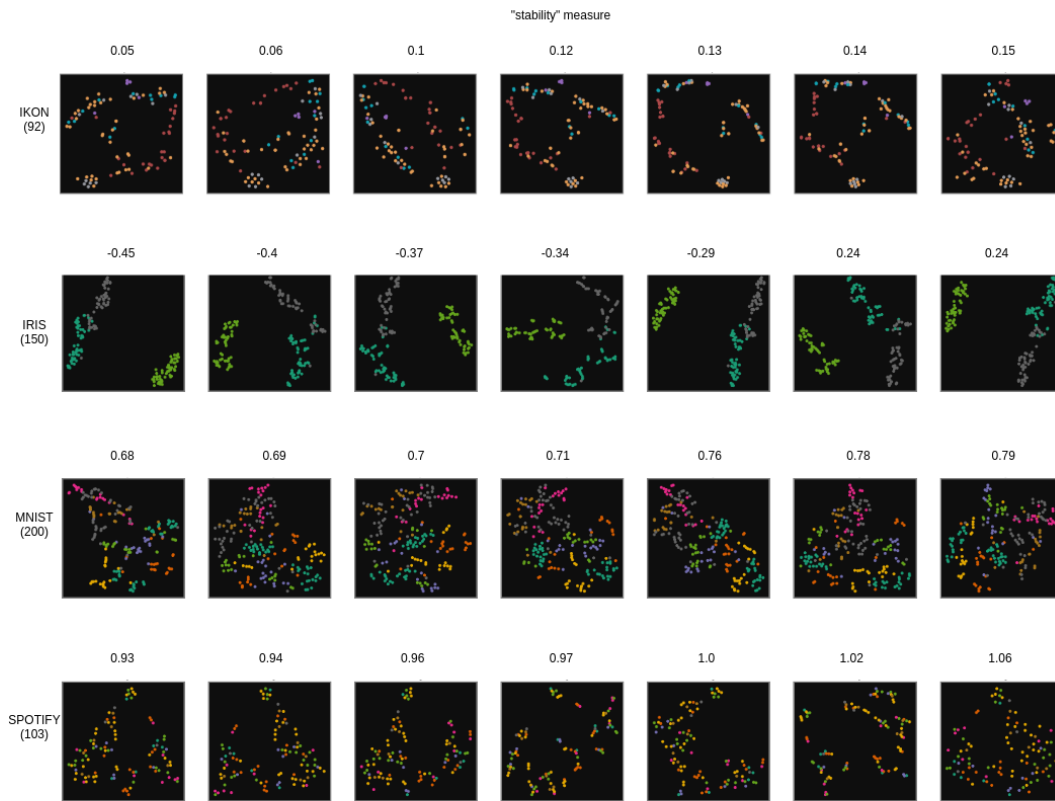 "stability" measure
0.05 0.06 0.1 0.12 0.13 0.14 0.15
IKON
(92)
-0.45 -0.4 -0.37 -0.34 -0.29 0.24 0.24
IRIS
(150)
0.68 0.69 0.7 0.71 0.76 0.78 0.79
MNIST
(200)
0.93 0.94 0.96 0.97 1.0 1.02 1.06
SPOTIFY
(103)